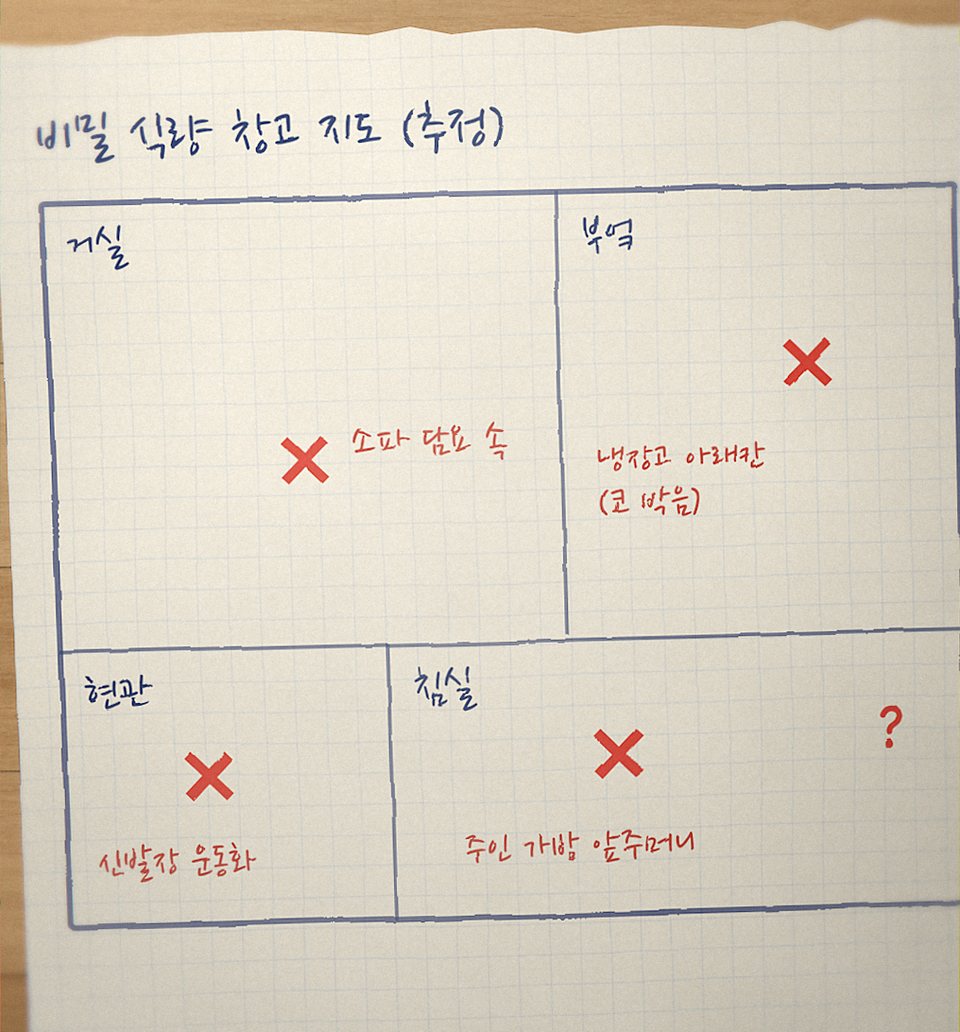 비밀 식량 창고 지도 (추정)
거실
부엌
소파 담요 속
냉장고 아래칸
(코 박음)
현관
침실
?
신발장 운동화
주인 가방 앞주머니